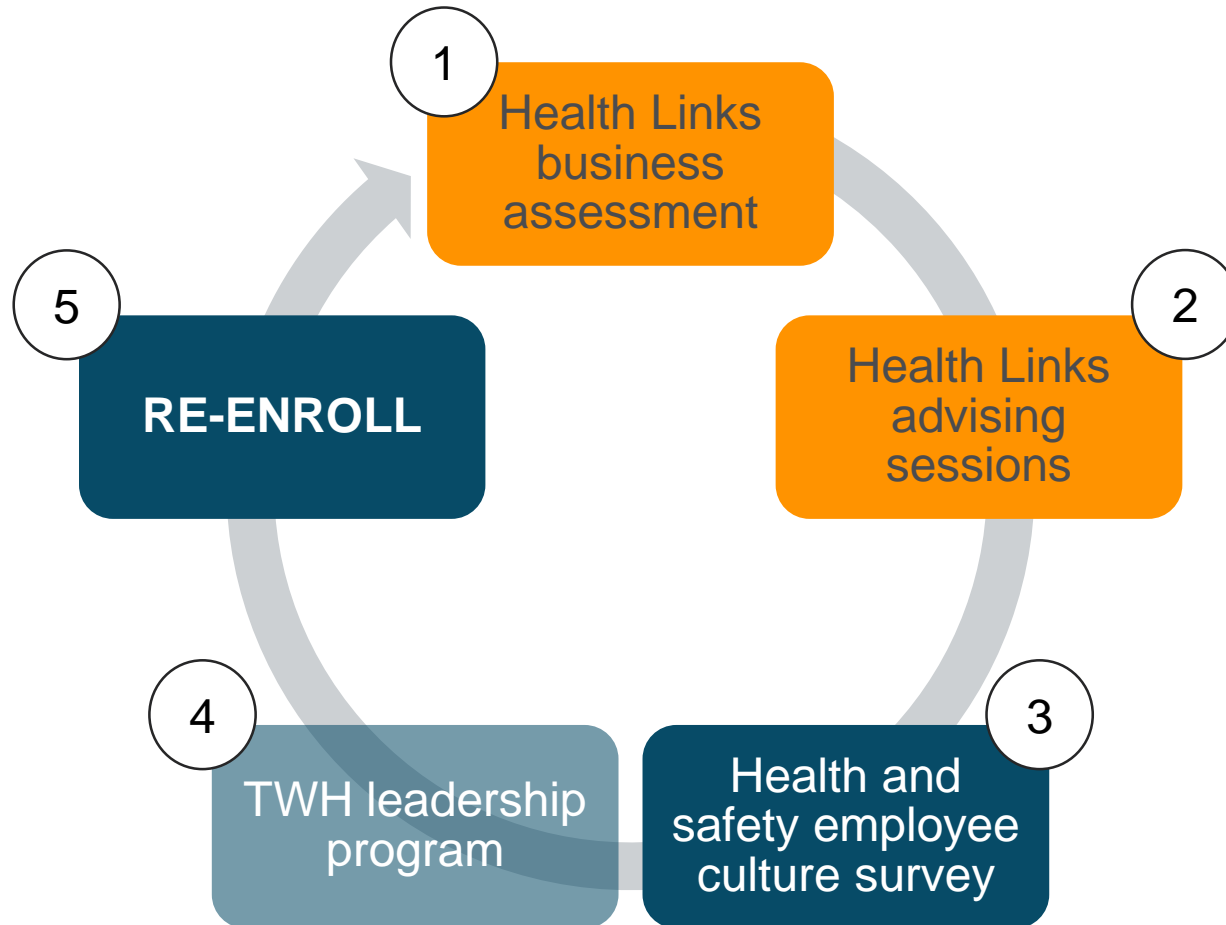 1
Health Links
business
assessment
2
Health Links
advising
sessions
3
Health and
safety employee
culture survey
4
TWH leadership
program
5
RE-ENROLL